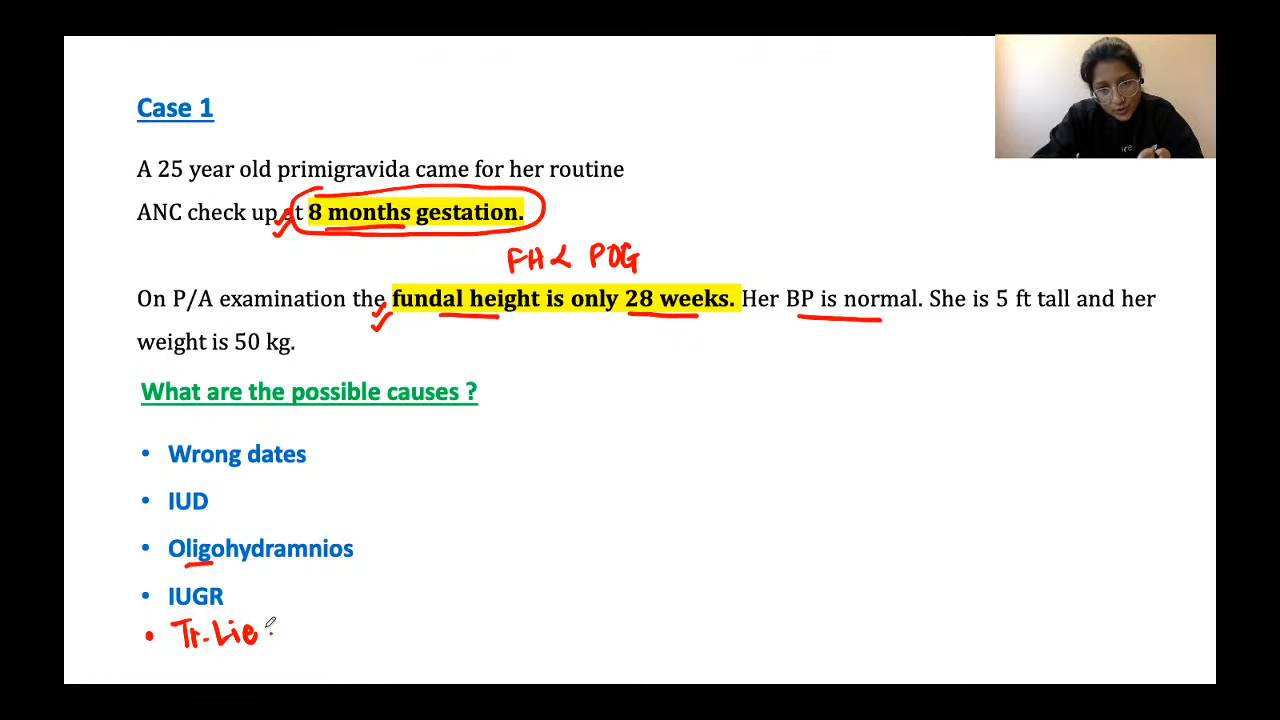 Case 1
A 25 year old primigravida came for her routine
ANC check up at 8 months gestation.
FH < POG
On P/A examination the fundal height is only 28 weeks. Her BP is normal. She is 5 ft tall and her
weight is 50 kg.
What are the possible causes ?
• Wrong dates
• IUD
• Oligohydramnios
• IUGR
• Tr. Lie